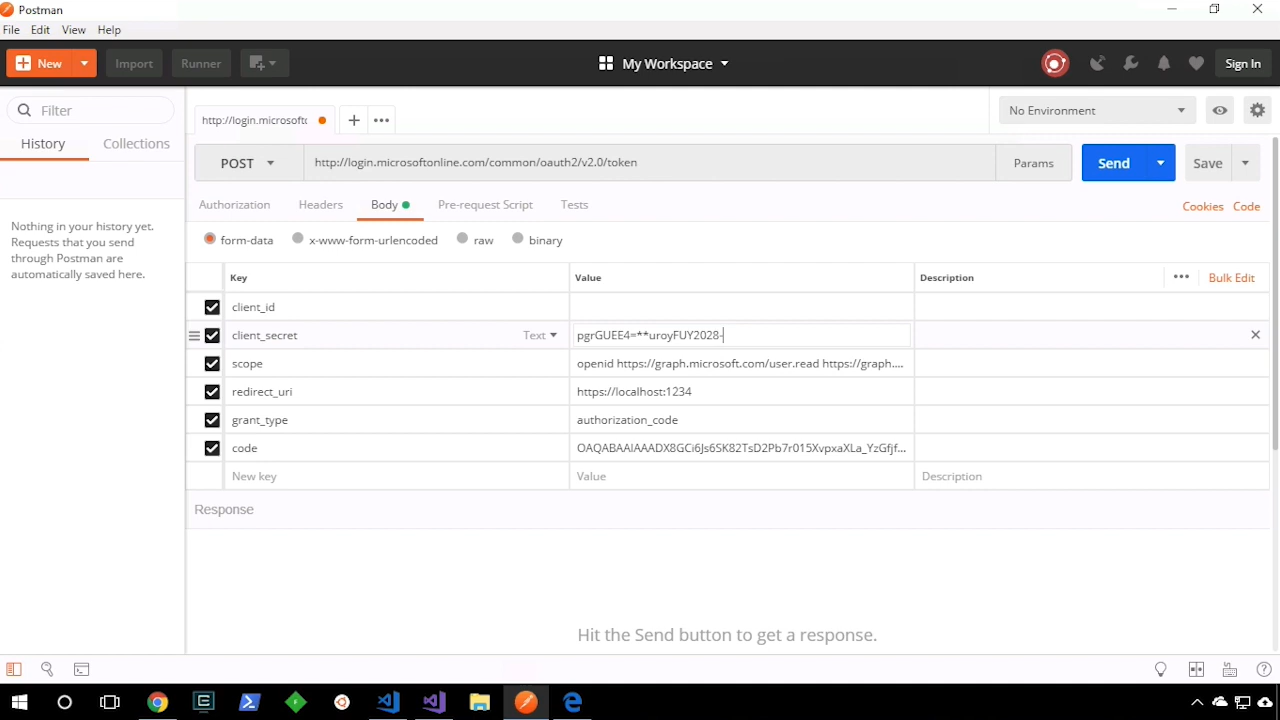 Postman
File Edit View Help
New Import Runner My Workspace Sign In
Filter
History Collections
Nothing in your history yet.
Requests that you send
through Postman are
automatically saved here.
http://login.microsoft No Environment
POST http://login.microsoftonline.com/common/oauth2/v2.0/token Params Send Save
Authorization Headers Body Pre-request Script Tests Cookies Code
form-data x-www-form-urlencoded raw binary
Key Value Description Bulk Edit
client_id
client_secret Text pgrGUEE4=**uroyFUY2028-
scope openid https://graph.microsoft.com/user.read https://graph....
redirect_uri https://localhost:1234
grant_type authorization_code
code OAQABAAIAAADX8GCi6Js6SK82TsD2Pb7r015XvpxaXLa_YzGfjf...
New key Value Description
Response
Hit the Send button to get a response.